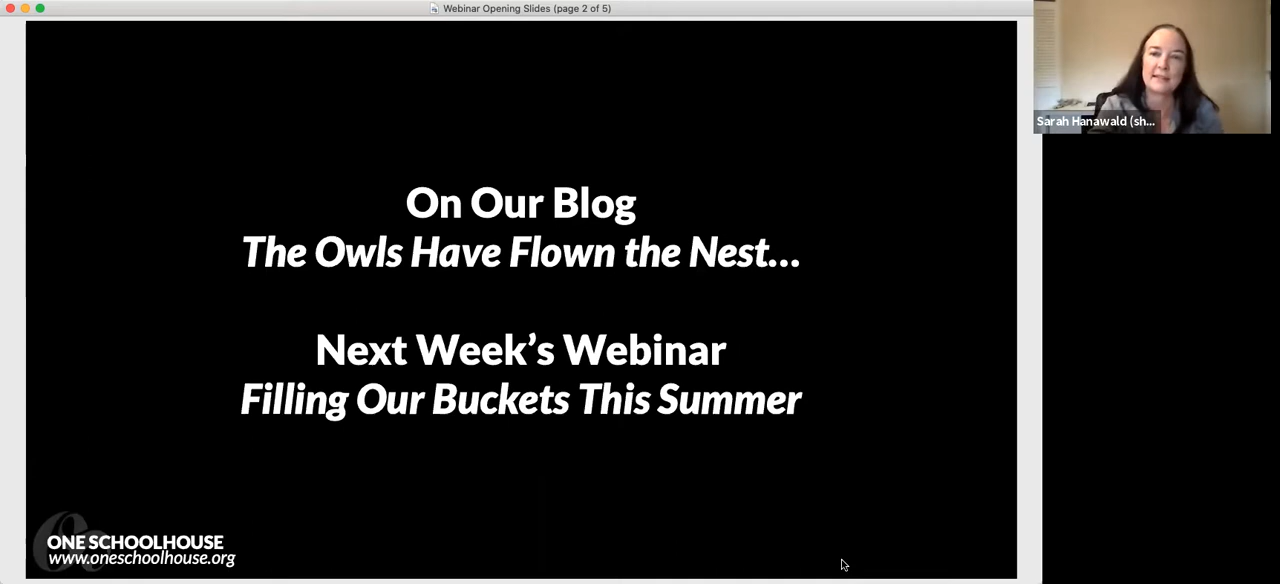 Webinar Opening Slides (page 2 of 5)
Sarah Hanawald (sh...
On Our Blog
The Owls Have Flown the Nest...
Next Week's Webinar
Filling Our Buckets This Summer
ONE SCHOOLHOUSE
www.oneschoolhouse.org